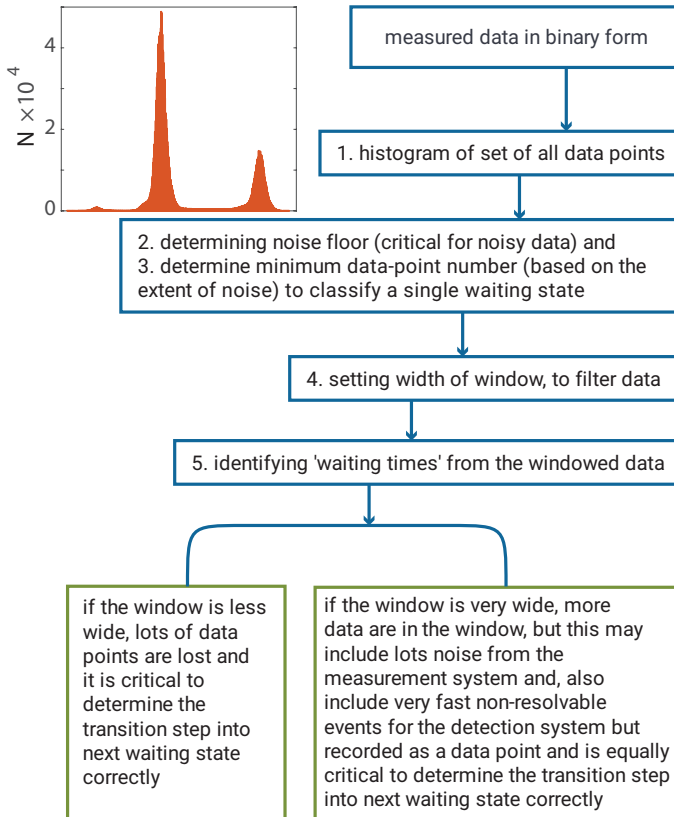 4
2
0
N ×10 4
measured data in binary form
1. histogram of set of all data points
2. determining noise floor (critical for noisy data) and
3. determine minimum data-point number (based on the
extent of noise) to classify a single waiting state
4. setting width of window, to filter data
5. identifying 'waiting times' from the windowed data
if the window is less
wide, lots of data
points are lost and
it is critical to
determine the
transition step into
next waiting state
correctly
if the window is very wide, more
data are in the window, but this may
include lots noise from the
measurement system and, also
include very fast non-resolvable
events for the detection system but
recorded as a data point and is equally
critical to determine the transition step
into next waiting state correctly